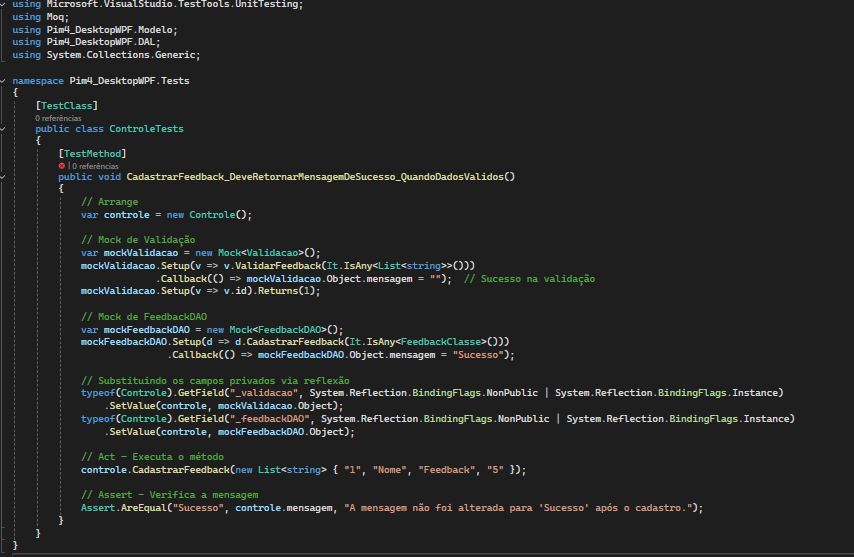 using Microsoft.VisualStudio.TestTools.UnitTesting;
using Moq;
using Pim4_DesktopWPF.Modelo;
using Pim4_DesktopWPF.DAL;
using System.Collections.Generic;
namespace Pim4_DesktopWPF.Tests
{
[TestClass]
0 referências
public class ControleTests
{
[TestMethod]
| 0 referências
public void CadastrarFeedback_DeveRetornarMensagemDeSucesso_QuandoDadosValidos()
{
// Arrange
var controle = new Controle();
// Mock de Validação
var mockValidacao = new Mock<Validacao>();
mockValidacao.Setup(v => v.ValidarFeedback(It.IsAny<List<string>>()))
.Callback(() => mockValidacao.Object.mensagem = ""); // Sucesso na validação
mockValidacao.Setup(v => v.id).Returns(1);
// Mock de FeedbackDAO
var mockFeedbackDAO = new Mock<FeedbackDAO>();
mockFeedbackDAO.Setup(d => d.CadastrarFeedback(It.IsAny<FeedbackClasse>()))
.Callback(() => mockFeedbackDAO.Object.mensagem = "Sucesso");
// Substituindo os campos privados via reflexão
typeof(Controle).GetField("_validacao", System.Reflection.BindingFlags.NonPublic | System.Reflection.BindingFlags.Instance)
.SetValue(controle, mockValidacao.Object);
typeof(Controle).GetField("_feedbackDAO", System.Reflection.BindingFlags.NonPublic | System.Reflection.BindingFlags.Instance)
.SetValue(controle, mockFeedbackDAO.Object);
// Act - Executa o método
controle.CadastrarFeedback(new List<string> { "1", "Nome", "Feedback", "5" });
// Assert - Verifica a mensagem
Assert.AreEqual("Sucesso", controle.mensagem, "A mensagem não foi alterada para 'Sucesso' após o cadastro.");
}
}
}